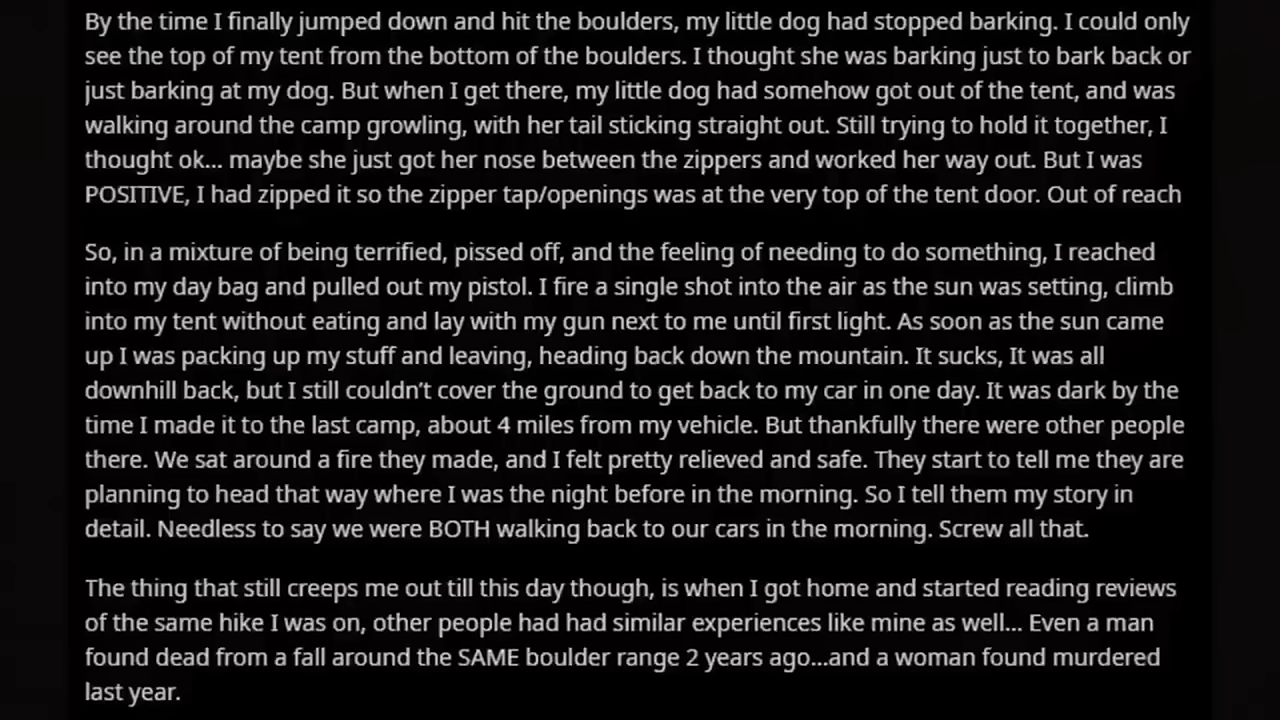 By the time I finally jumped down and hit the boulders, my little dog had stopped barking. I could only
see the top of my tent from the bottom of the boulders. I thought she was barking just to bark back or
just barking at my dog. But when I get there, my little dog had somehow got out of the tent, and was
walking around the camp growling, with her tail sticking straight out. Still trying to hold it together, I
thought ok... maybe she just got her nose between the zippers and worked her way out. But I was
POSITIVE, I had zipped it so the zipper tap/openings was at the very top of the tent door. Out of reach
So, in a mixture of being terrified, pissed off, and the feeling of needing to do something, I reached
into my day bag and pulled out my pistol. I fire a single shot into the air as the sun was setting, climb
into my tent without eating and lay with my gun next to me until first light. As soon as the sun came
up I was packing up my stuff and leaving, heading back down the mountain. It sucks, It was all
downhill back, but I still couldn’t cover the ground to get back to my car in one day. It was dark by the
time I made it to the last camp, about 4 miles from my vehicle. But thankfully there were other people
there. We sat around a fire they made, and I felt pretty relieved and safe. They start to tell me they are
planning to head that way where I was the night before in the morning. So I tell them my story in
detail. Needless to say we were BOTH walking back to our cars in the morning. Screw all that.
The thing that still creeps me out till this day though, is when I got home and started reading reviews
of the same hike I was on, other people had had similar experiences like mine as well... Even a man
found dead from a fall around the SAME boulder range 2 years ago...and a woman found murdered
last year.